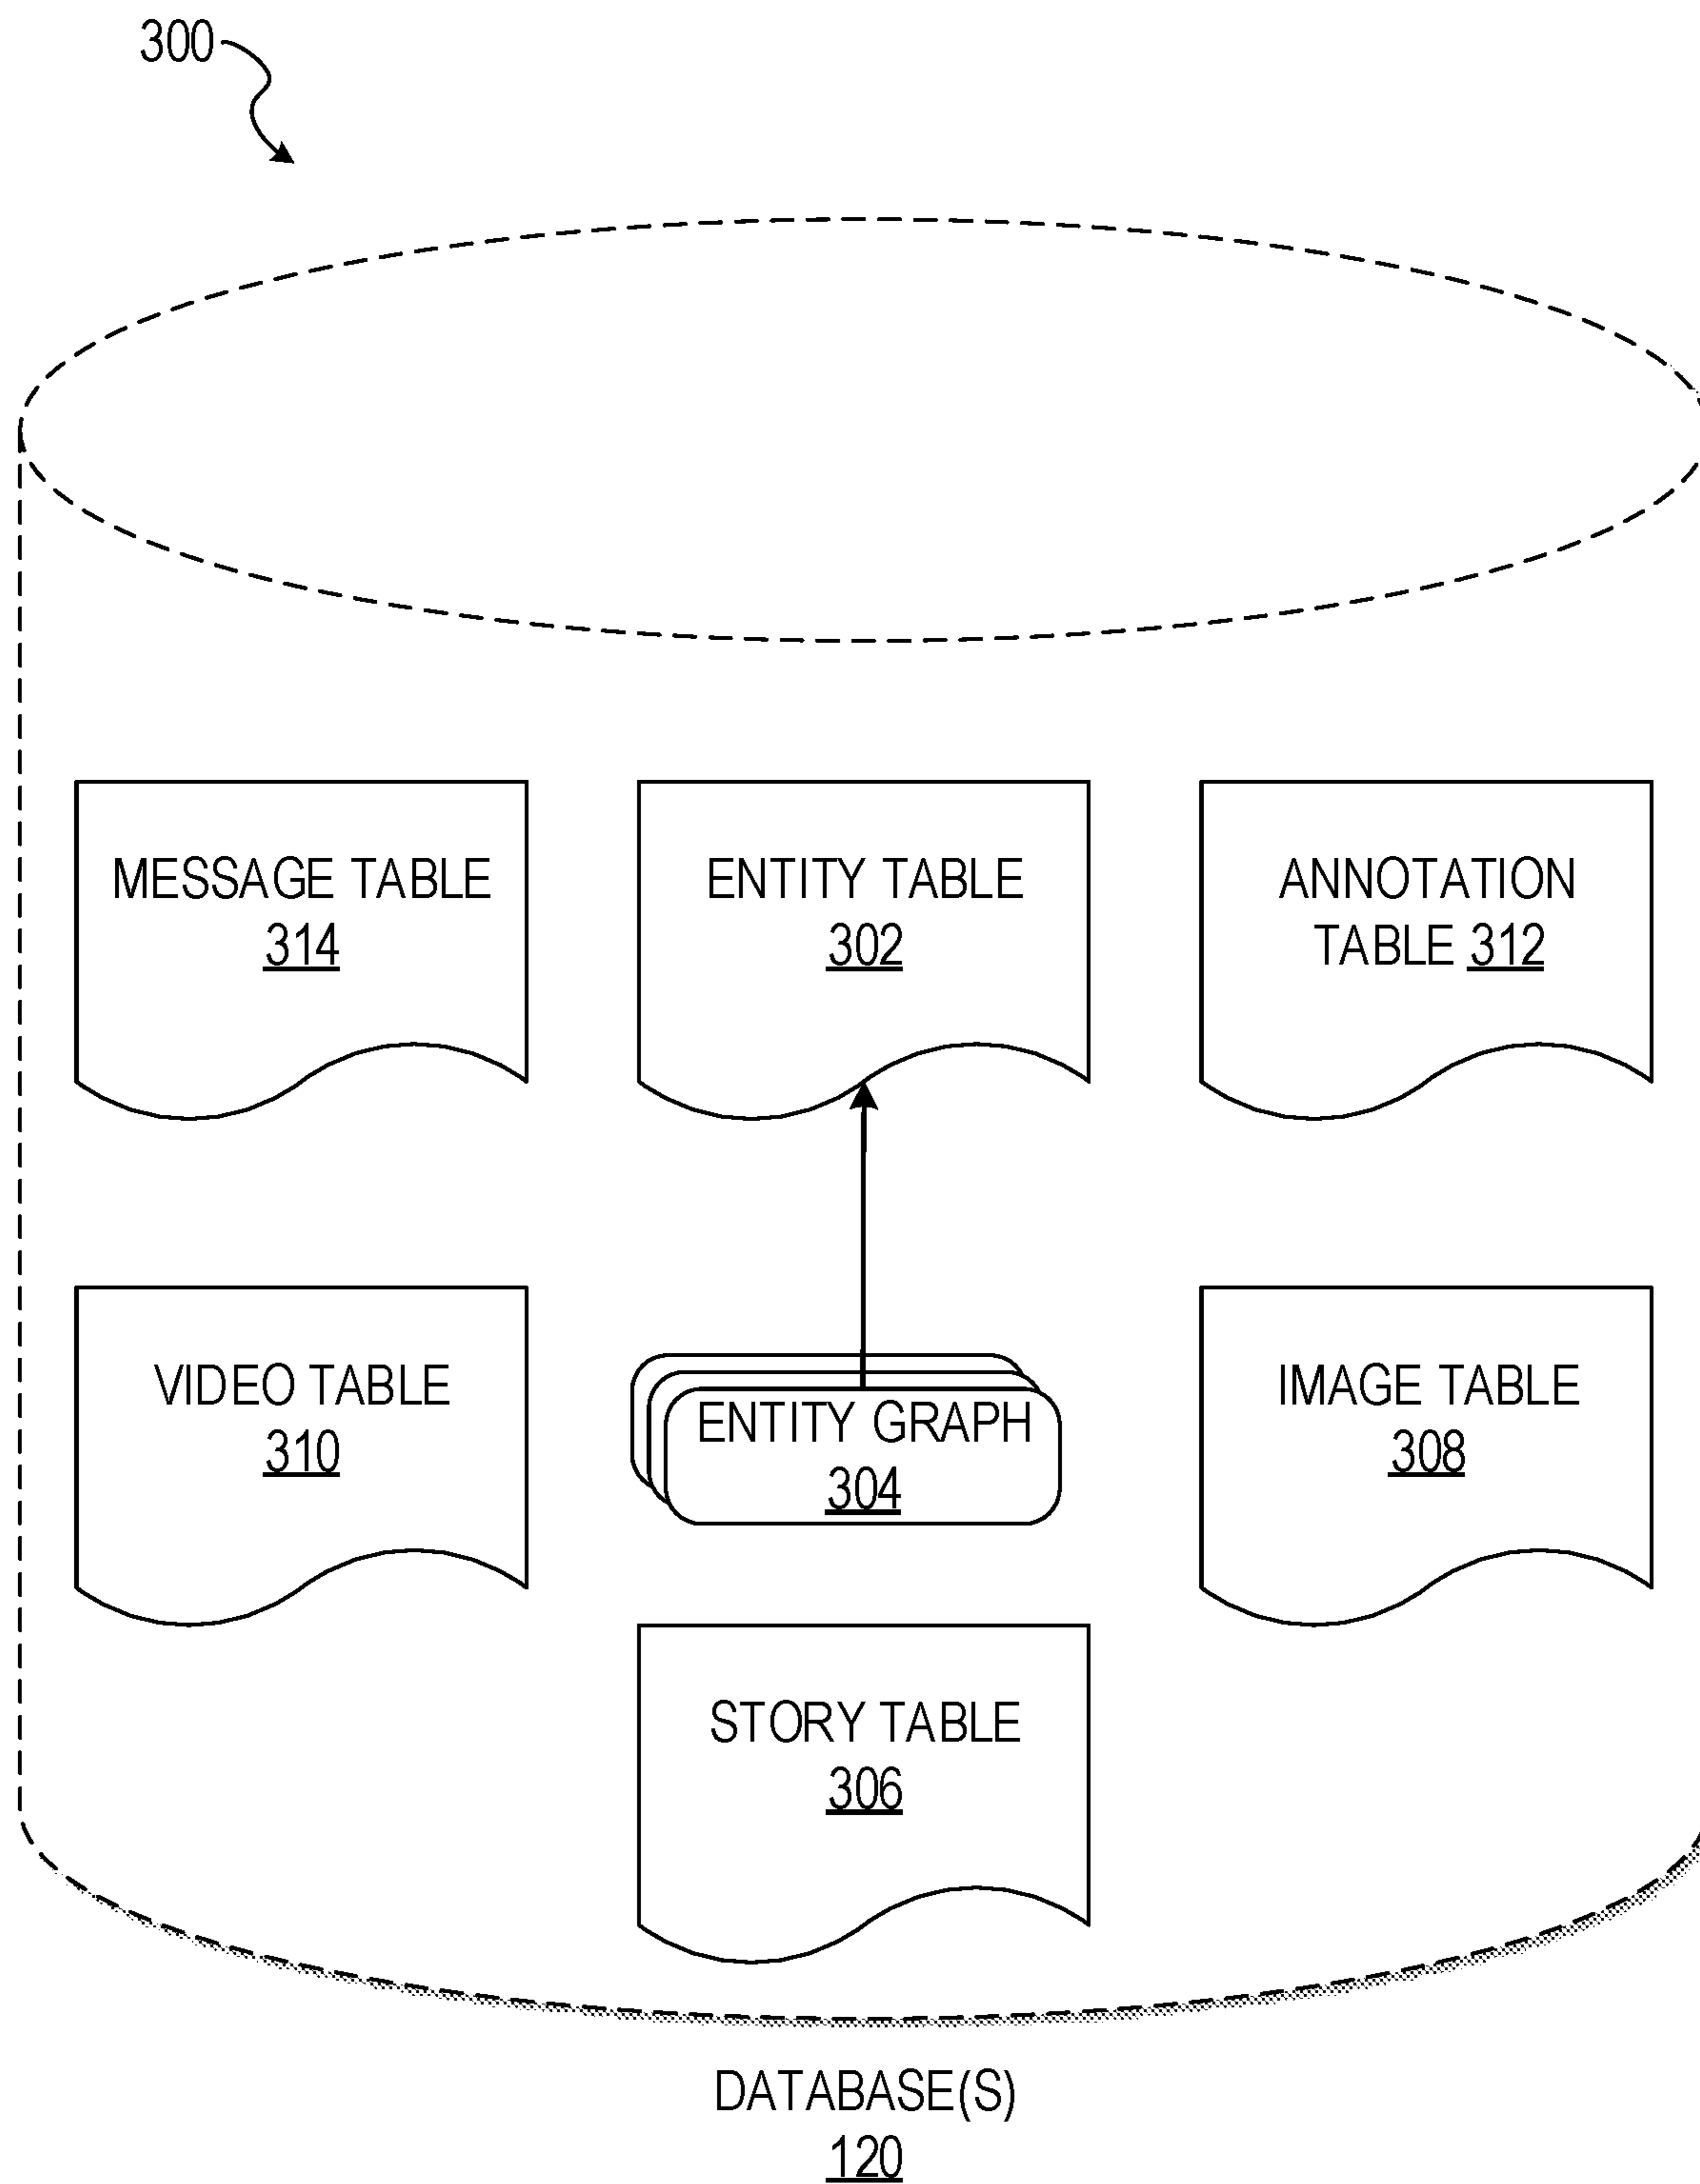 300
MESSAGE TABLE
314
ENTITY TABLE
302
ANNOTATION
TABLE 312
VIDEO TABLE
310
ENTITY GRAPH
304
IMAGE TABLE
308
STORY TABLE
306
DATABASE(S)
120